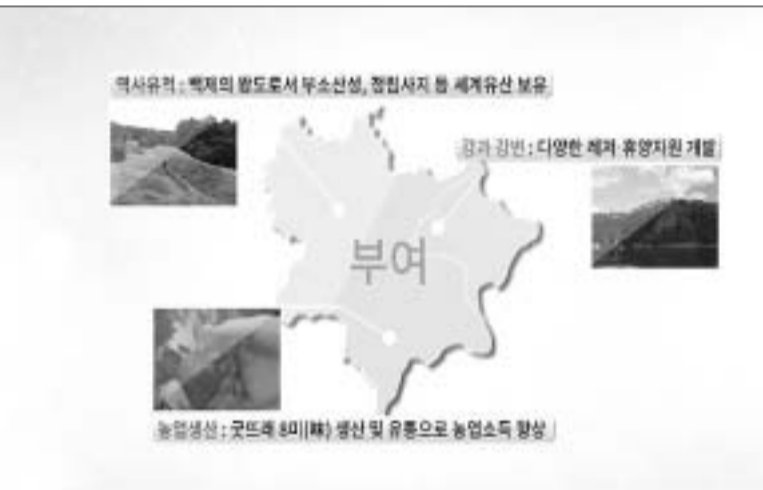 역사유적 : 백제의 왕도로서 부소산성, 정림사지 등 세계유산 보유
강과 강변 : 다양한 레저·휴양자원 개발
부여
농업생산 : 굿뜨래 8미(味) 생산 및 유통으로 농업소득 향상